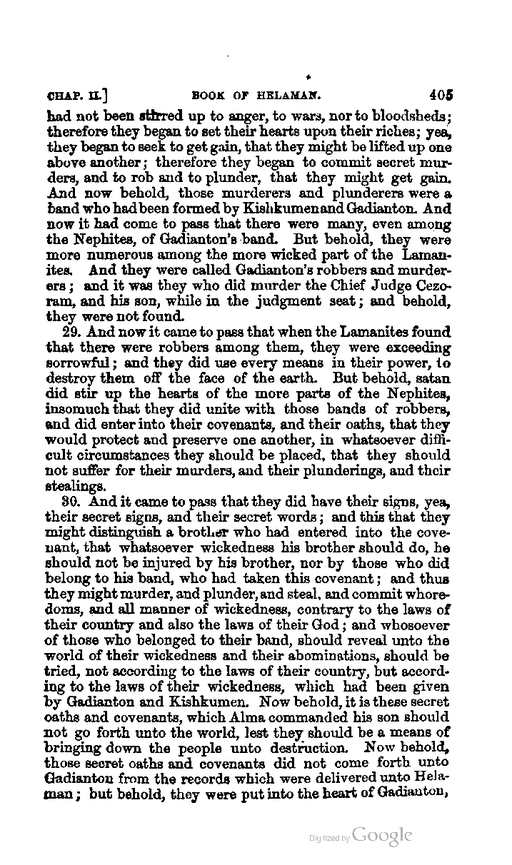 CHAP. II.] BOOK OF HELAMAN. 405
had not been stirred up to anger, to wars, nor to bloodsheds;
therefore they began to set their hearts upon their riches; yea,
they began to seek to get gain, that they might be lifted up one
above another; therefore they began to commit secret mur-
ders, and to rob and to plunder, that they might get gain.
And now behold, those murderers and plunderers were a
band who had been formed by Kishkumen and Gadianton. And
now it had come to pass that there were many, even among
the Nephites, of Gadianton's band. But behold, they were
more numerous among the more wicked part of the Laman-
ites. And they were called Gadianton's robbers and murder-
ers; and it was they who did murder the Chief Judge Cezo-
ram, and his son, while in the judgment seat; and behold,
they were not found.
29. And now it came to pass that when the Lamanites found
that there were robbers among them, they were exceeding
sorrowful; and they did use every means in their power, to
destroy them off the face of the earth. But behold, satan
did stir up the hearts of the more parts of the Nephites,
insomuch that they did unite with those bands of robbers,
and did enter into their covenants, and their oaths, that they
would protect and preserve one another, in whatsoever diffi-
cult circumstances they should be placed, that they should
not suffer for their murders, and their plunderings, and their
stealings.
30. And it came to pass that they did have their signs, yea,
their secret signs, and their secret words; and this that they
might distinguish a brother who had entered into the cove-
nant, that whatsoever wickedness his brother should do, he
should not be injured by his brother, nor by those who did
belong to his band, who had taken this covenant; and thus
they might murder, and plunder, and steal, and commit whore-
doms, and all manner of wickedness, contrary to the laws of
their country and also the laws of their God; and whosoever
of those who belonged to their band, should reveal unto the
world of their wickedness and their abominations, should be
tried, not according to the laws of their country, but accord-
ing to the laws of their wickedness, which had been given
by Gadianton and Kishkumen. Now behold, it is these secret
oaths and covenants, which Alma commanded his son should
not go forth unto the world, lest they should be a means of
bringing down the people unto destruction. Now behold,
those secret oaths and covenants did not come forth unto
Gadianton from the records which were delivered unto Hela-
man; but behold, they were put into the heart of Gadianton,
Digitized by Google